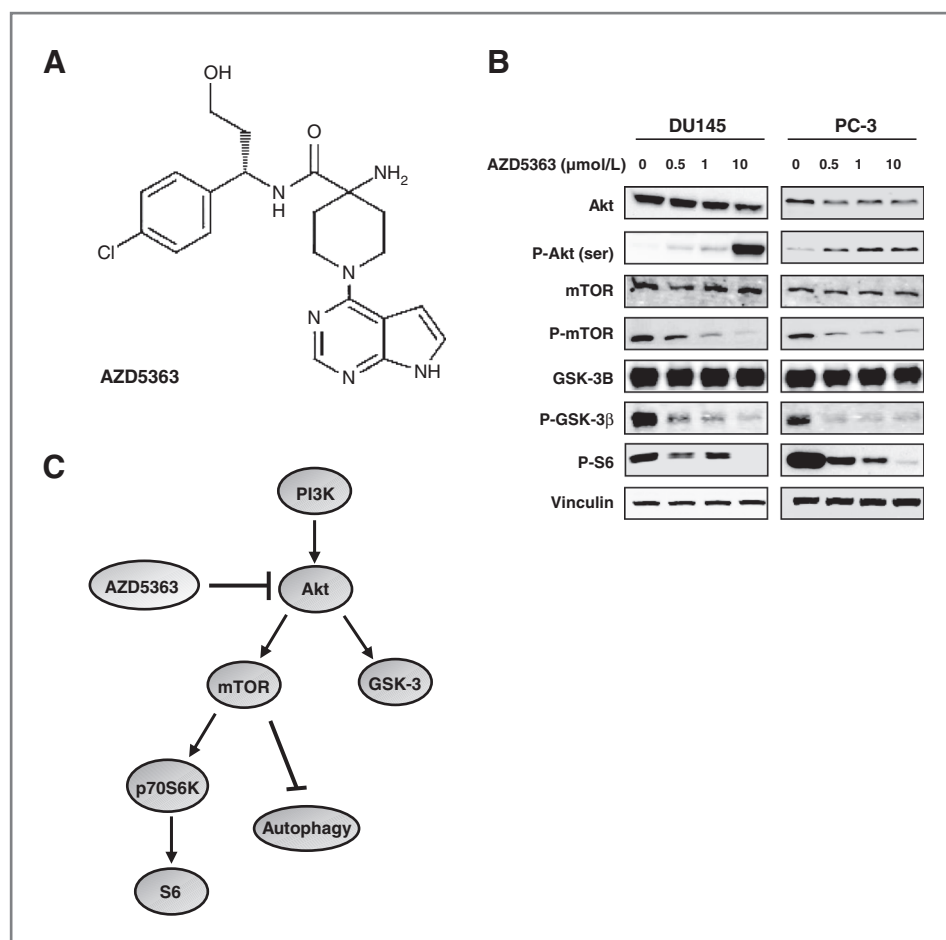 A
OH
O
NH2
N
H
Cl
N
N
N
NH
AZD5363
B
DU145 PC-3
AZD5363 (µmol/L) 0 0.5 1 10 0 0.5 1 10
Akt
P-Akt (ser)
mTOR
P-mTOR
GSK-3B
P-GSK-3β
P-S6
Vinculin
C
PI3K
AZD5363 Akt
mTOR GSK-3
p70S6K
Autophagy
S6